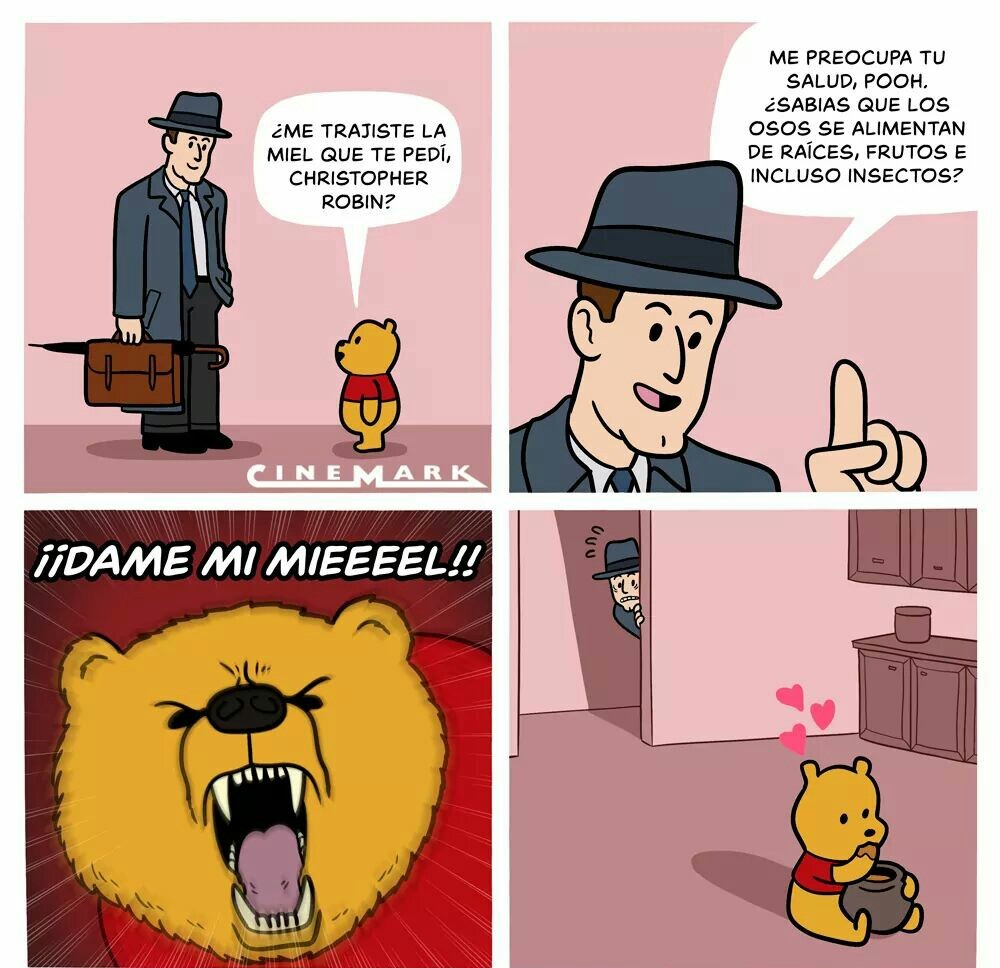 ¿ME TRAJISTE LA
MIEL QUE TE PEDÍ,
CHRISTOPHER
ROBIN?
CINEMARK
ME PREOCUPA TU
SALUD, POOH.
¿SABIAS QUE LOS
OSOS SE ALIMENTAN
DE RAÍCES, FRUTOS E
INCLUSO INSECTOS?
¡¡DAME MI MIEEEEL!!